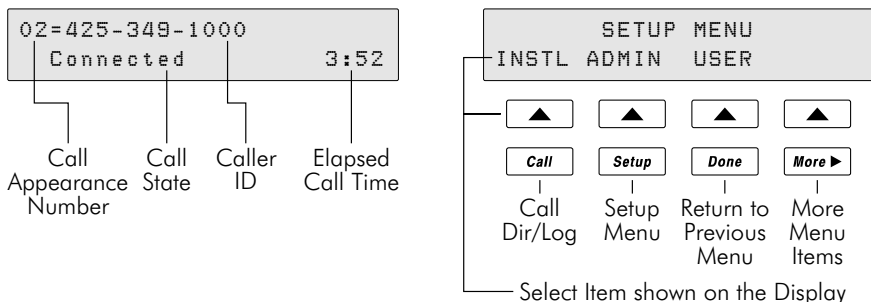 02=425-349-1000
Connected 3:52
Call Appearance Number
Call State
Caller ID
Elapsed Call Time
SETUP MENU
INSTL ADMIN USER
Call Setup Done More ▶
Call Dir/Log
Setup Menu
Return to Previous Menu
More Menu Items
Select Item shown on the Display